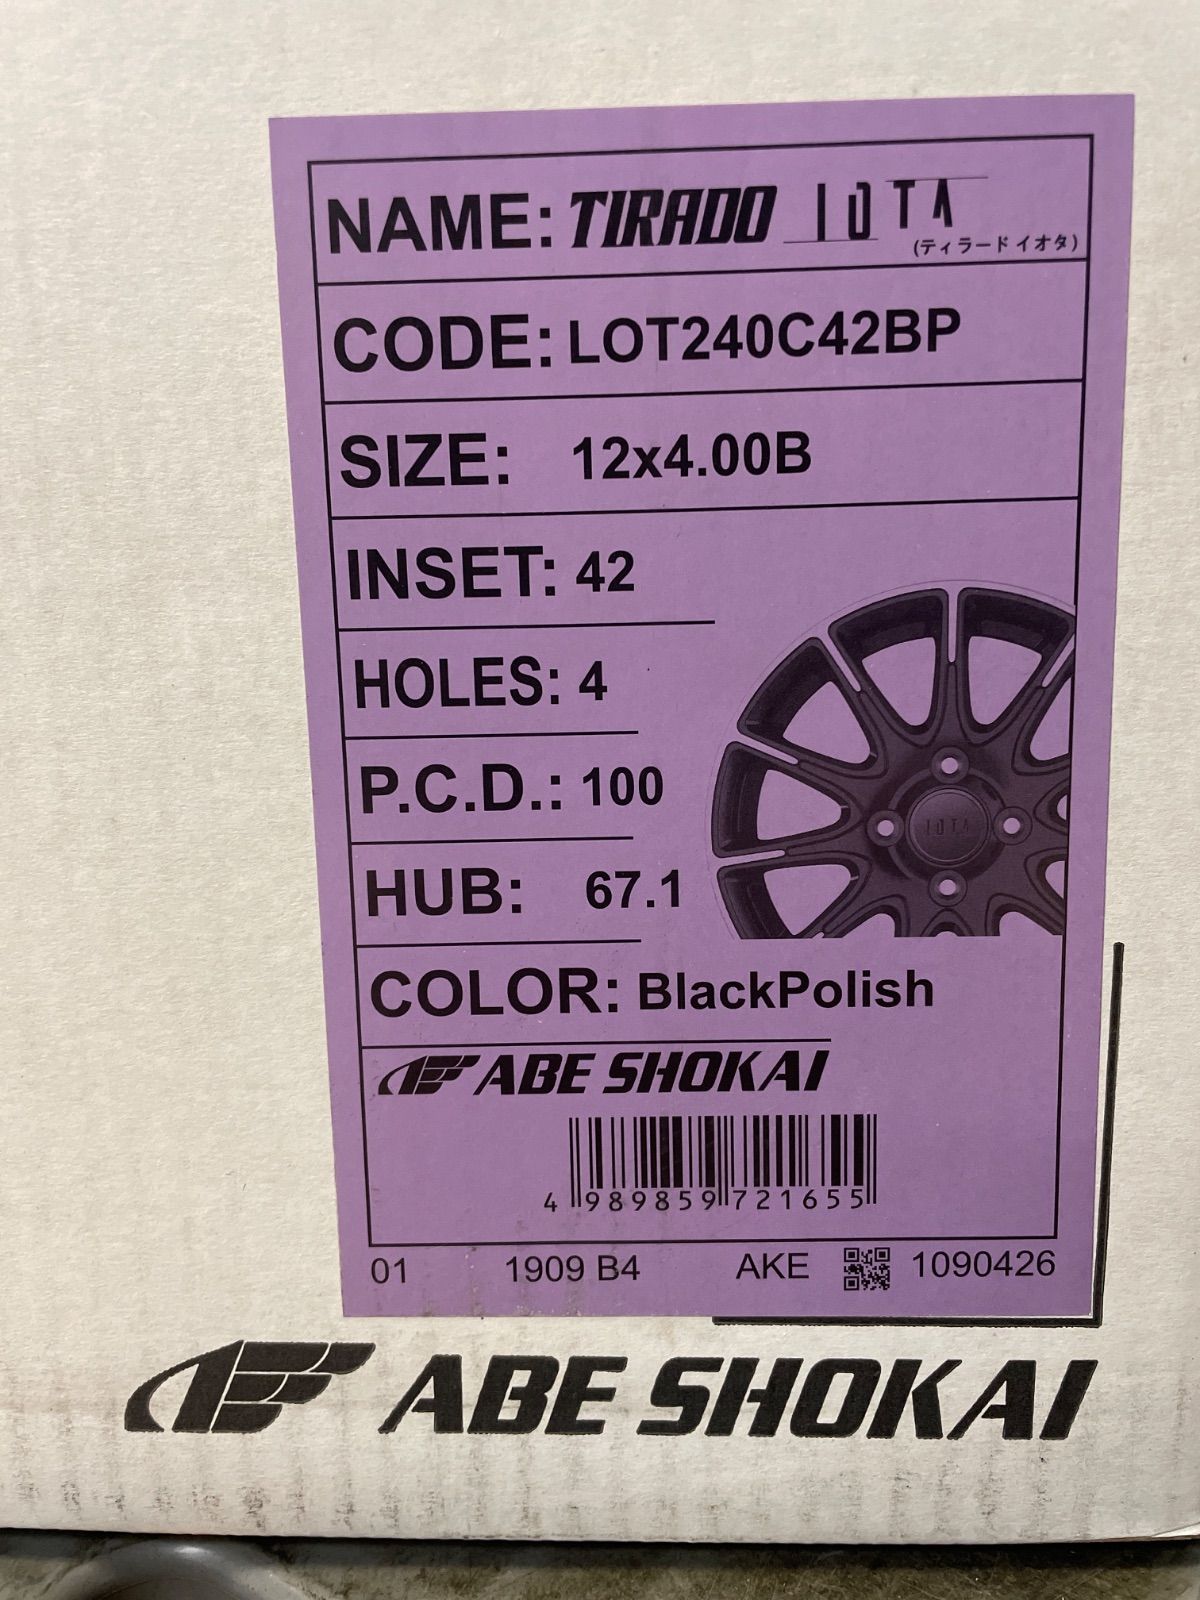 NAME: TIRADO IOTA
(ティラード イオタ)
CODE: LOT240C42BP
SIZE: 12x4.00B
INSET: 42
HOLES: 4
P.C.D.: 100
HUB: 67.1
IOTA
COLOR: BlackPolish
ABE SHOKAI
4 989859 721655
01 1909 B4 AKE 1090426
ABE SHOKAI